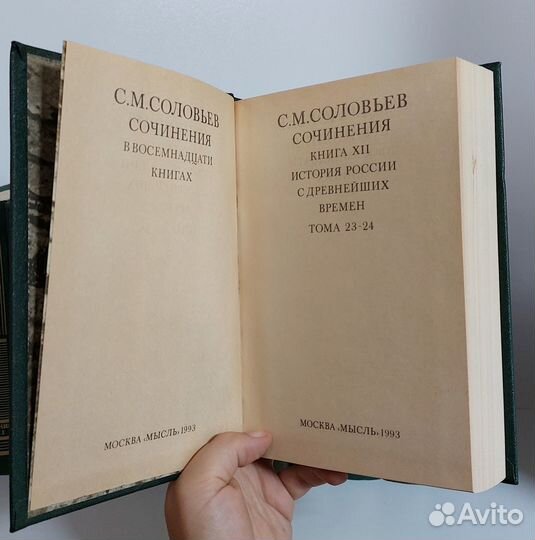 С.М.СОЛОВЬЕВ
СОЧИНЕНИЯ
В ВОСЕМНАДЦАТИ
КНИГАХ
МОСКВА «МЫСЛЬ» 1993
С.М.СОЛОВЬЕВ
СОЧИНЕНИЯ
КНИГА XII
ИСТОРИЯ РОССИИ
С ДРЕВНЕЙШИХ
ВРЕМЕН
ТОМА 23-24
МОСКВА «МЫСЛЬ» 1993
Avito